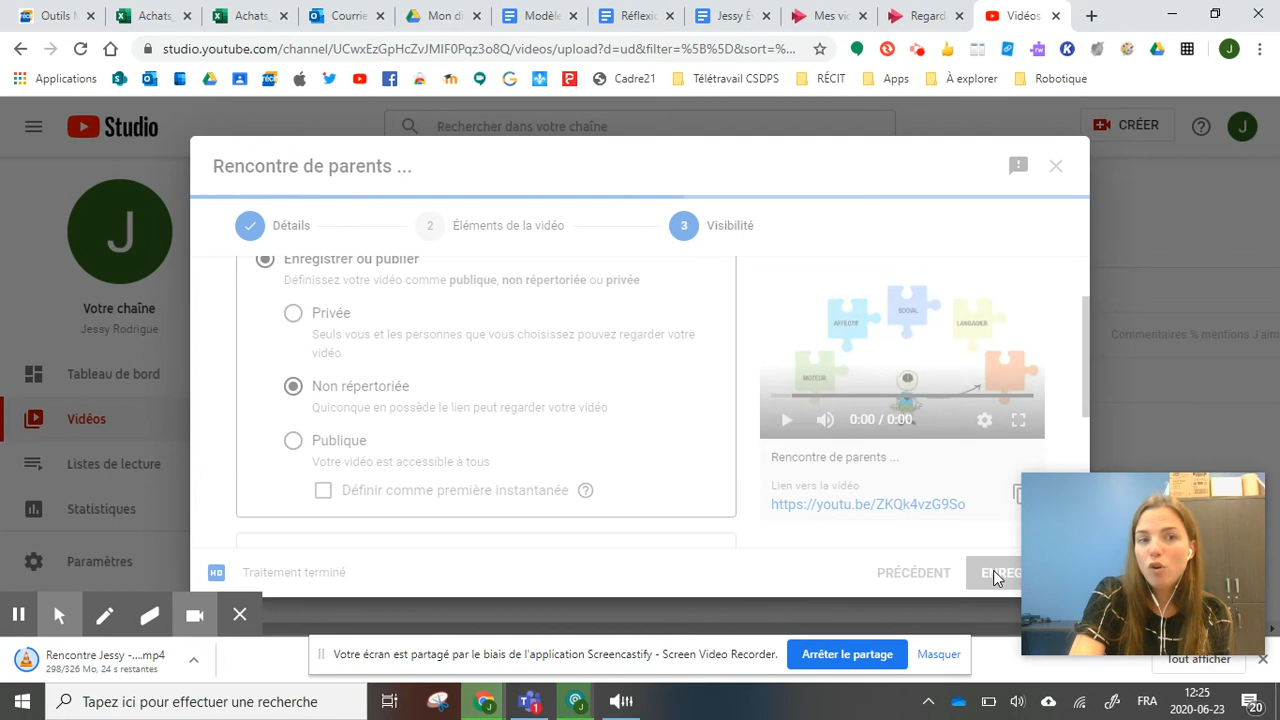 Outils M
Achats_
Achats_
Courrie
Mon d
Modèle
Réflexi
Jessy E
Mes vi
Regard
Vidéos
studio.youtube.com/channel/UCwxEzGpHcZvJMIF0Pqz3o8Q/videos/upload?d=ud&filter=%5B%5D&sort=%...
J
Applications
Cadre21
Télétravail CSDPS
RÉCIT
Apps
À explorer
Robotique
Studio
Rechercher dans votre chaîne
CRÉER
J
Rencontre de parents ...
J
Votre chaîne
Jessy Rodrigue
Tableau de bord
Vidéos
Listes de lecture
Statistiques
Paramètres
Détails
2
Éléments de la vidéo
3
Visibilité
Enregistrer ou publier
Définissez votre vidéo comme publique, non répertoriée ou privée
Privée
Seuls vous et les personnes que vous choisissez pouvez regarder votre
vidéo
Non répertoriée
Quiconque en possède le lien peut regarder votre vidéo
Publique
Votre vidéo est accessible à tous
Définir comme première instantanée
AFFECTIF
SOCIAL
LANGAGIER
MOTEUR
0:00 / 0:00
Rencontre de parents ...
Lien vers la vidéo
https://youtu.be/ZKQk4vzG9So
Commentaires % mentions J'aim
HD
Traitement terminé
PRÉCÉDENT
ENREG
Rencontre Jessy -....mp4
298/326 Mo, 24 s restantes
Votre écran est partagé par le biais de l'application Screencastify - Screen Video Recorder.
Arrêter le partage
Masquer
Tout afficher
Tapez ici pour effectuer une recherche
FRA
12:25
2020-06-23
20